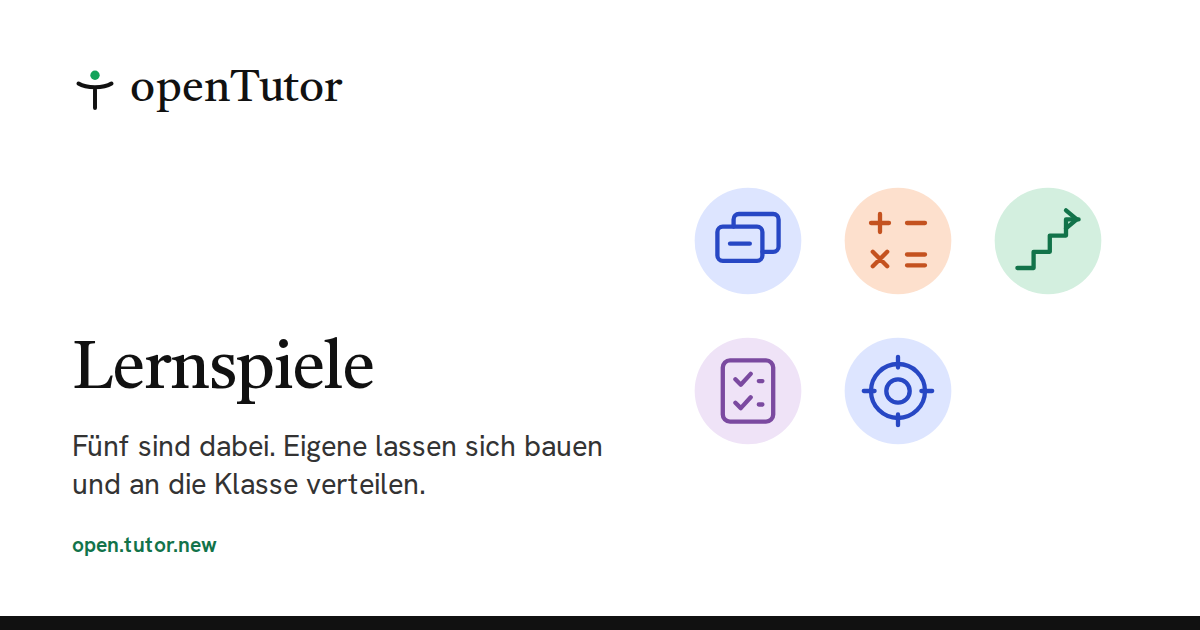 openTutor
Lernspiele
Fünf sind dabei. Eigene lassen sich bauen
und an die Klasse verteilen.
open.tutor.new